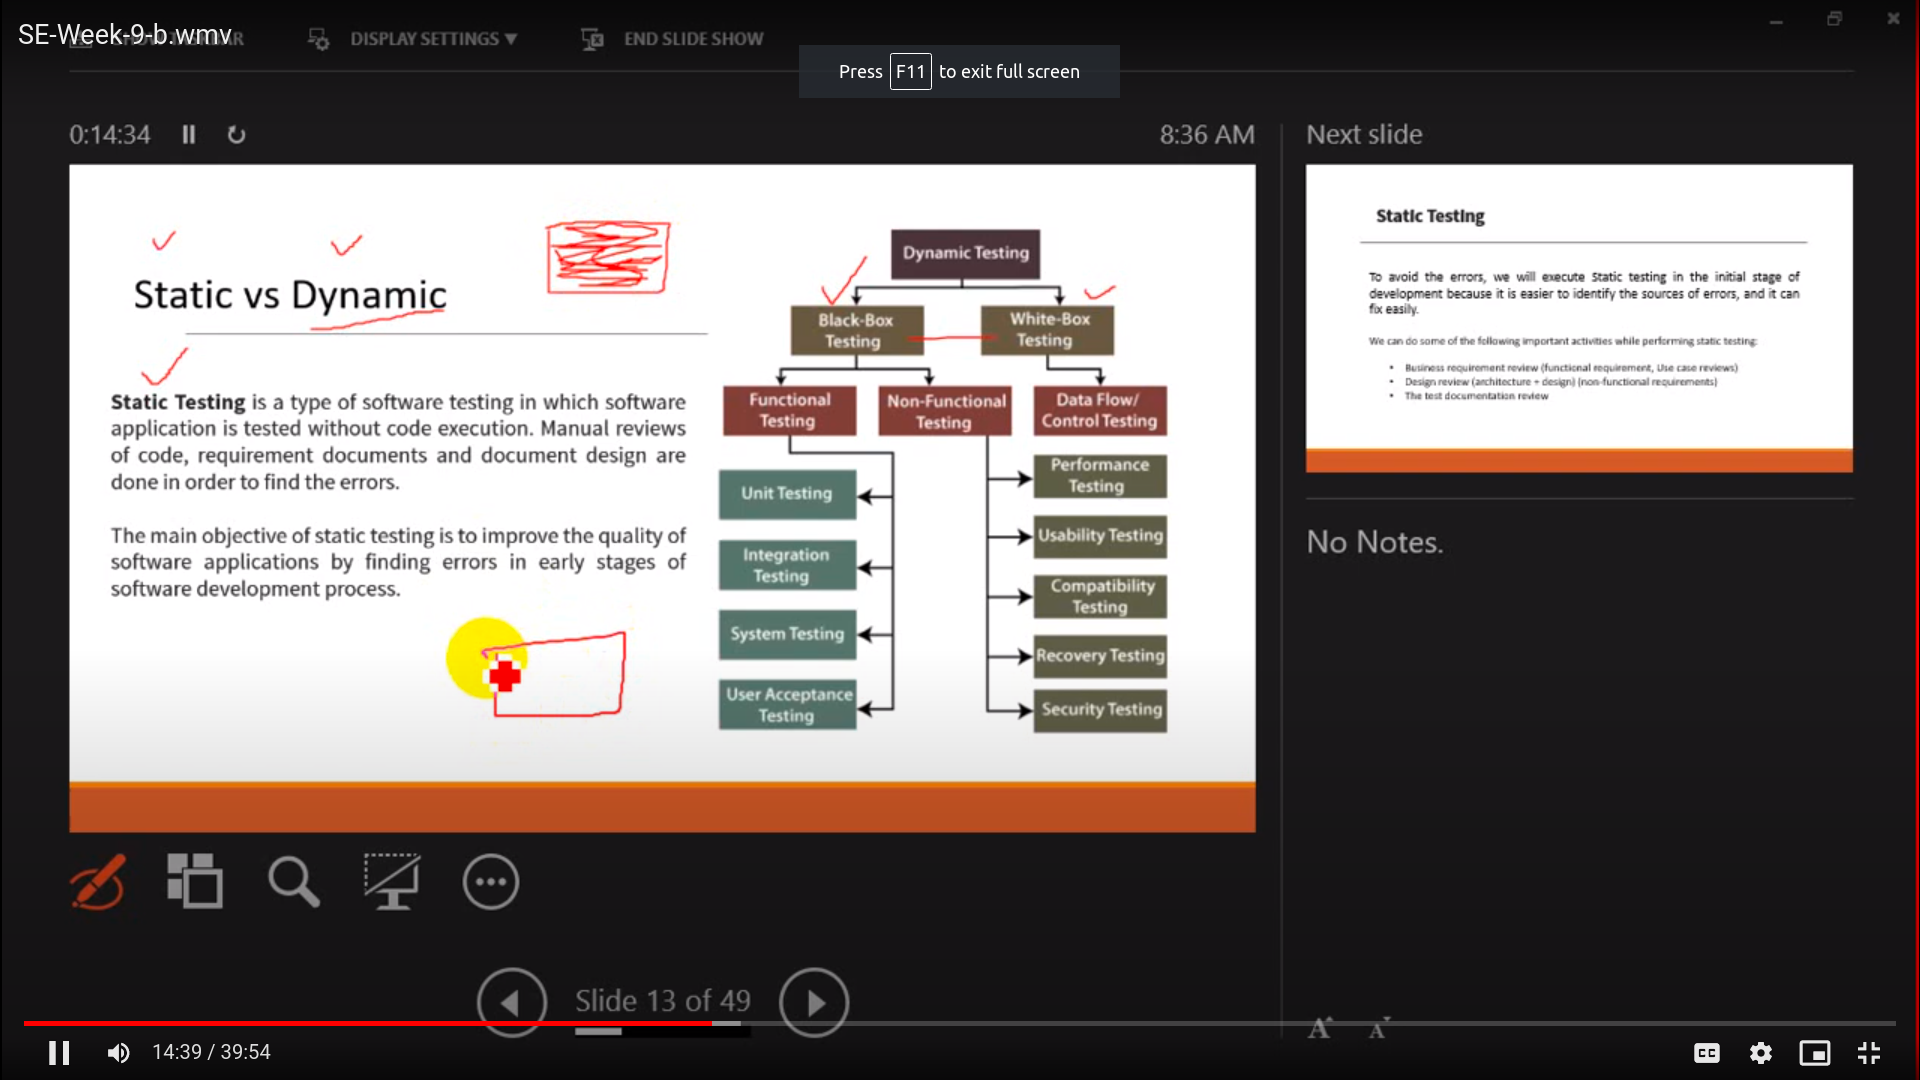 SE-Week-9-b.wmv
DISPLAY SETTINGS ▼
END SLIDE SHOW
Press F11 to exit full screen
0:14:34
8:36 AM
Next slide
Static vs Dynamic
Static Testing is a type of software testing in which software
application is tested without code execution. Manual reviews
of code, requirement documents and document design are
done in order to find the errors.
The main objective of static testing is to improve the quality of
software applications by finding errors in early stages of
software development process.
Dynamic Testing
Black-Box
Testing
White-Box
Testing
Functional
Testing
Non-Functional
Testing
Data Flow/
Control Testing
Unit Testing
Integration
Testing
System Testing
User Acceptance
Testing
Performance
Testing
Usability Testing
Compatibility
Testing
Recovery Testing
Security Testing
Static Testing
To avoid the errors, we will execute Static testing in the initial stage of
development because it is easier to identify the sources of errors, and it can
fix easily.
We can do some of the following important activities while performing static testing:
• Business requirement review (functional requirement, Use case reviews)
• Design review (architecture + design) (non-functional requirements)
• The test documentation review
No Notes.
Slide 13 of 49
A A
14:39 / 39:54
CC